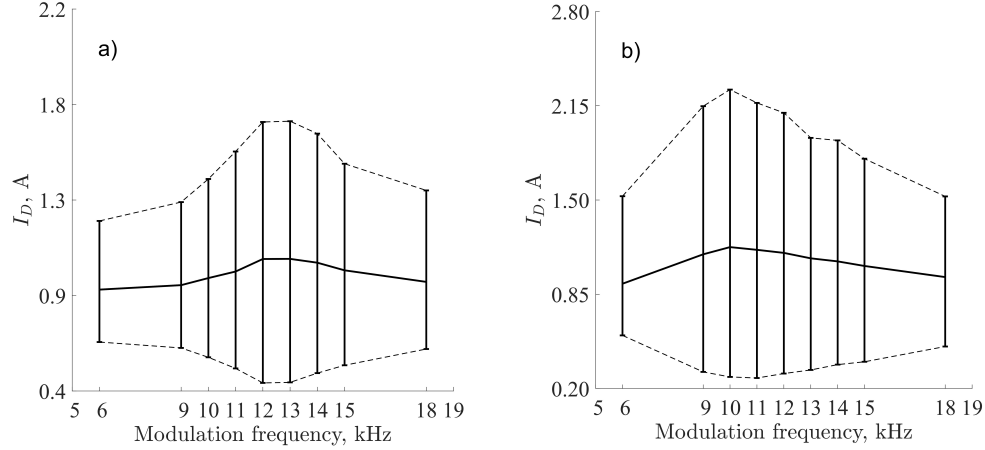 a)
2.2
1.8
1.3
0.9
0.4
I_D, A
5 6 9 10 11 12 13 14 15 18 19
Modulation frequency, kHz
b)
2.80
2.15
1.50
0.85
0.20
I_D, A
5 6 9 10 11 12 13 14 15 18 19
Modulation frequency, kHz